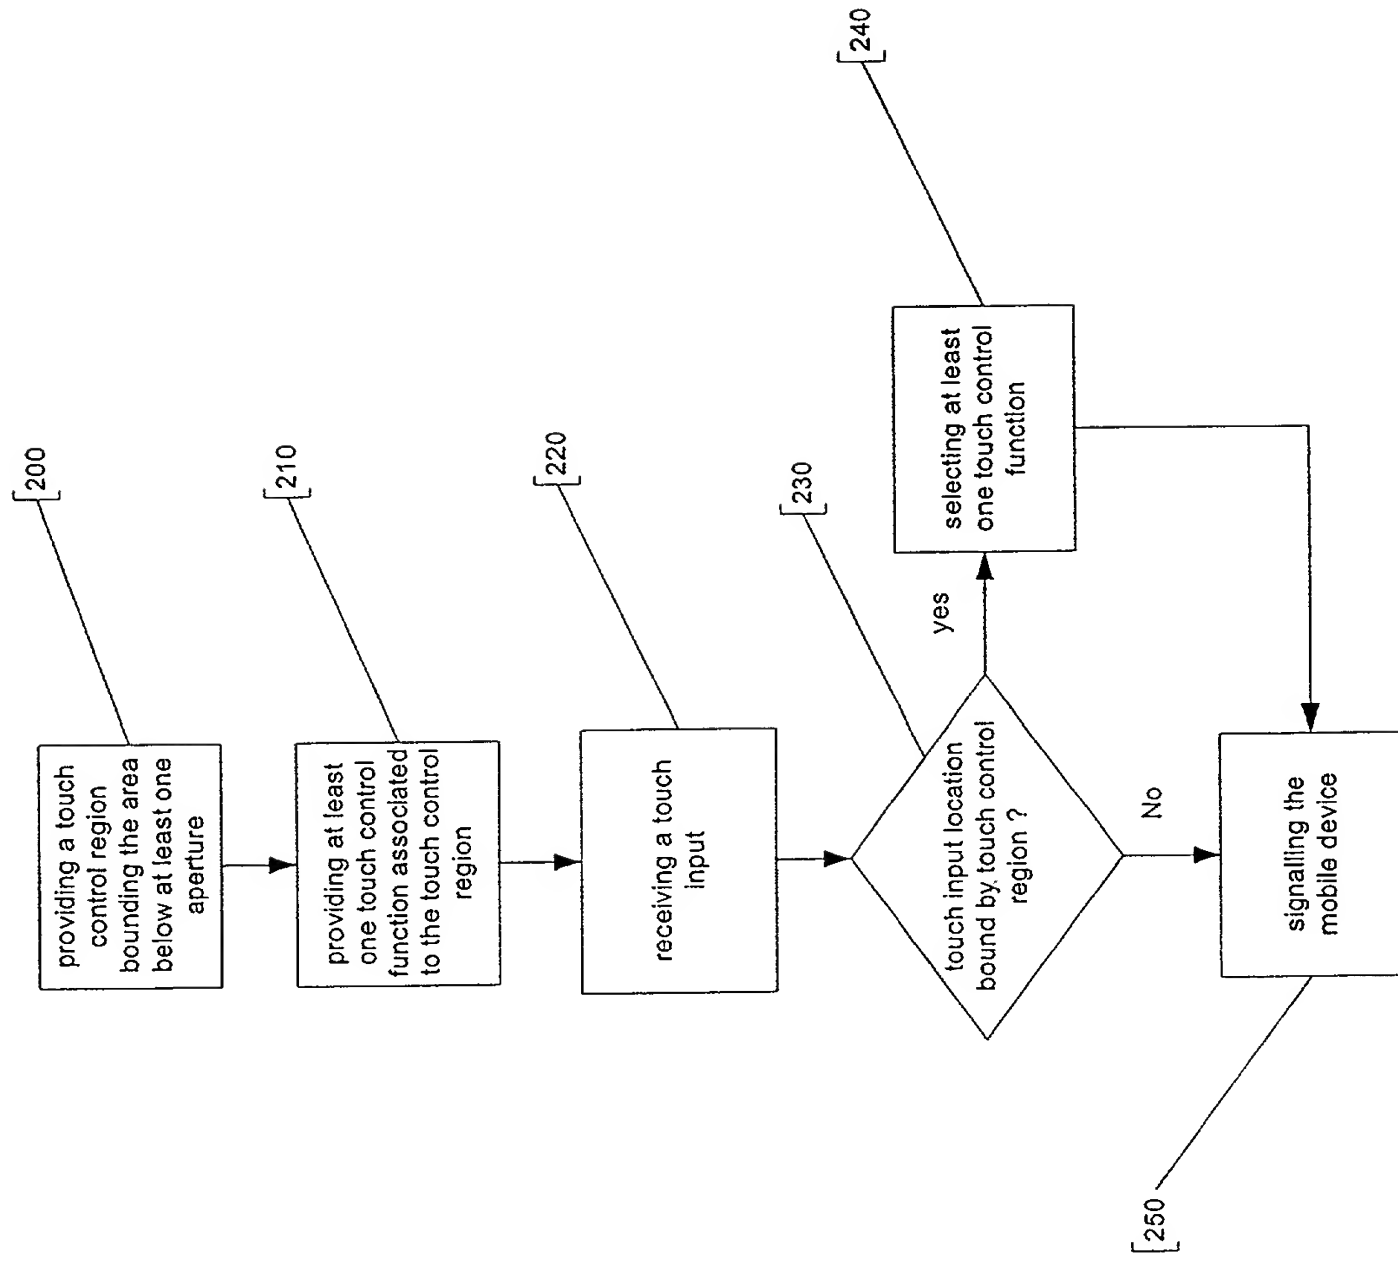 providing a touch
control region
bounding the area
below at least one
aperture
[200
providing at least
one touch control
function associated
to the touch control
region
[210
receiving a touch
input
[220
touch input location
bound by touch control
region ?
[230
yes
selecting at least
one touch control
function
[240
No
signalling the
mobile device
[250